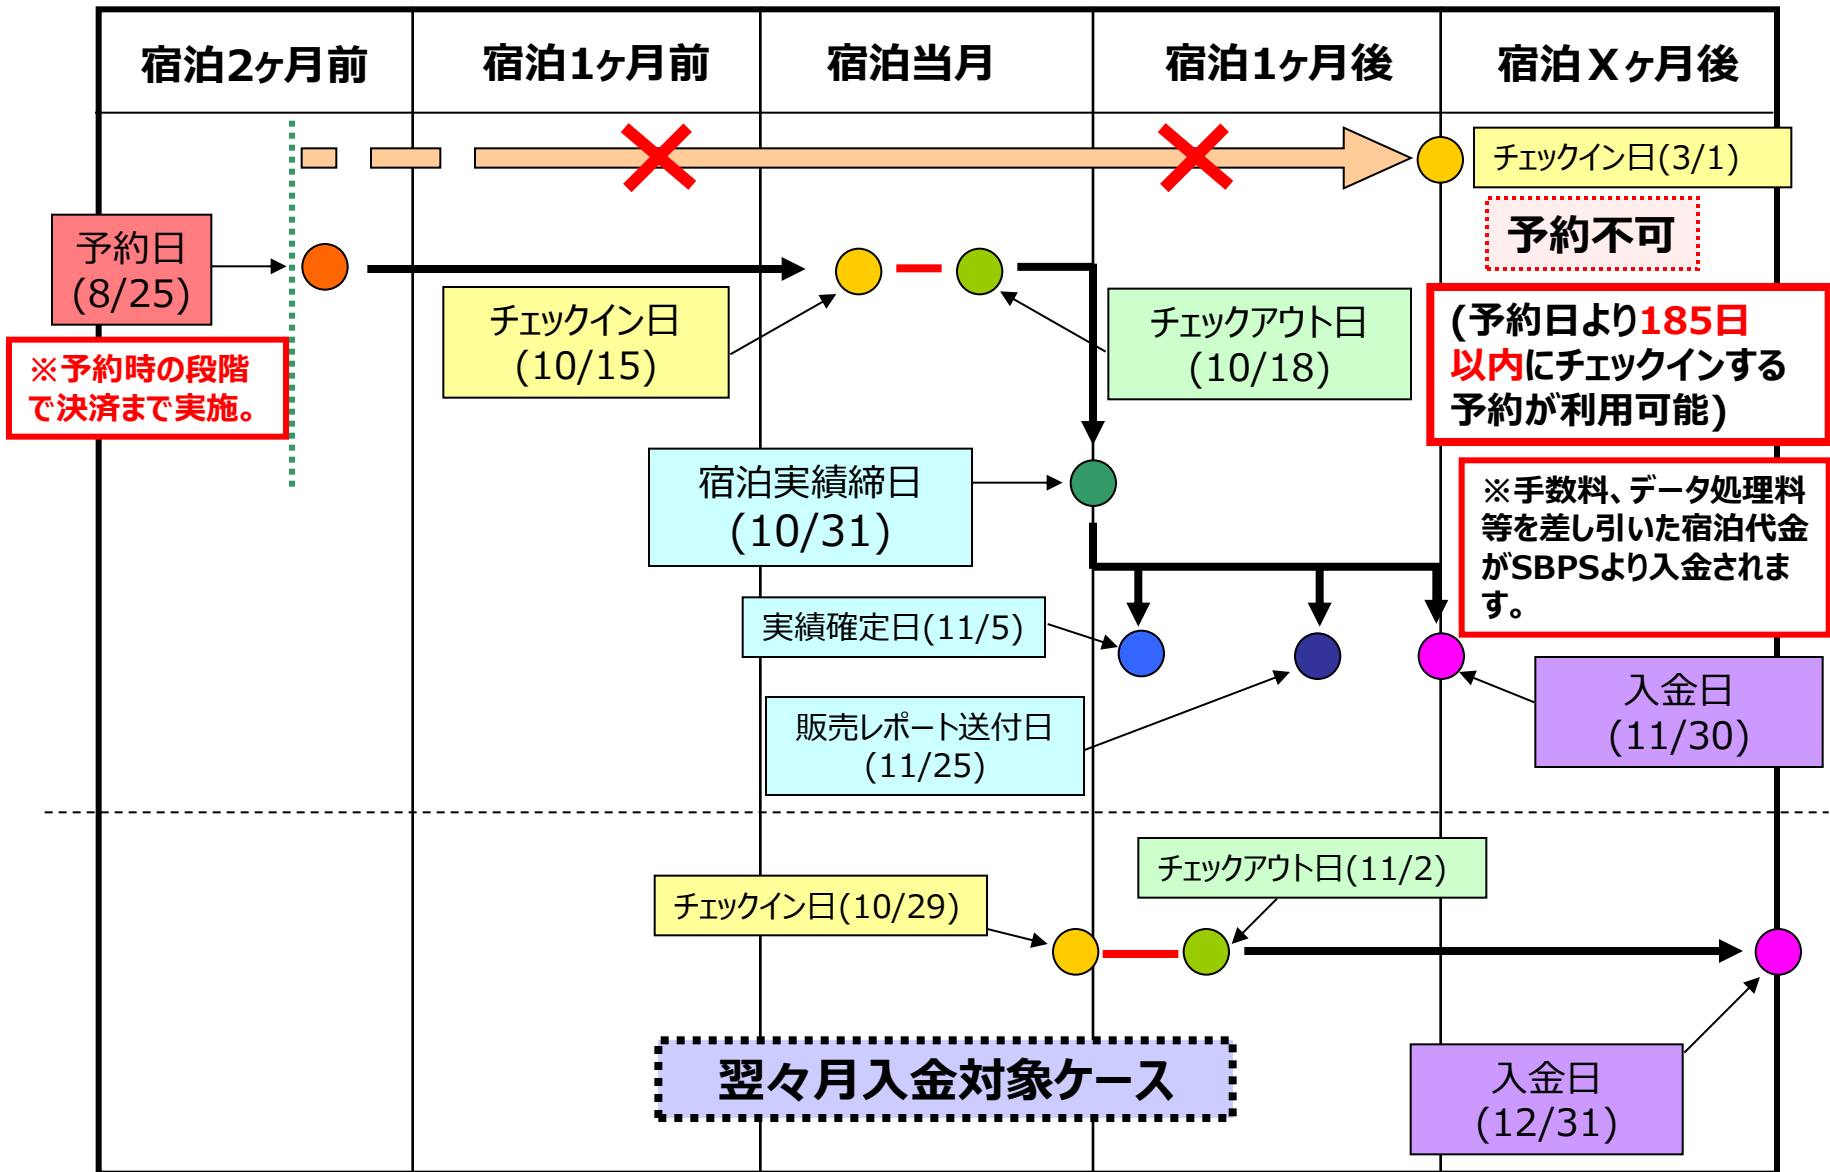 宿泊2ヶ月前
宿泊1ヶ月前
宿泊当月
宿泊1ヶ月後
宿泊Xヶ月後
チェックイン日(3/1)
予約不可
予約日
(8/25)
※予約時の段階
で決済まで実施。
チェックイン日
(10/15)
チェックアウト日
(10/18)
(予約日より185日
以内にチェックインする
予約が利用可能)
宿泊実績締日
(10/31)
※手数料、データ処理料
等を差し引いた宿泊代金
がSBPSより入金されま
す。
実績確定日(11/5)
販売レポート送付日
(11/25)
入金日
(11/30)
チェックアウト日(11/2)
チェックイン日(10/29)
翌々月入金対象ケース
入金日
(12/31)